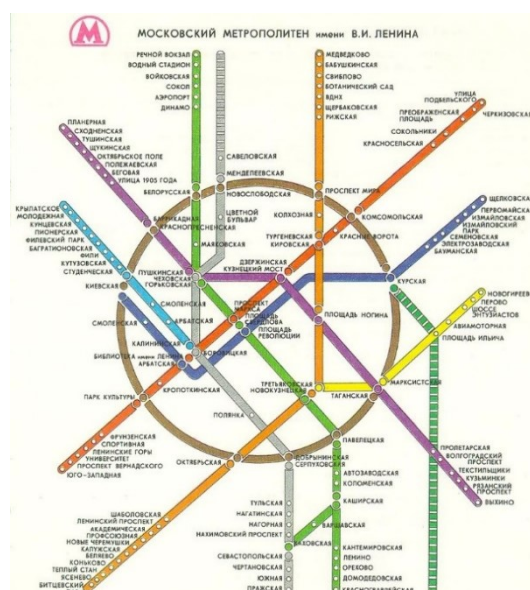 МОСКОВСКИЙ МЕТРОПОЛИТЕН имени В.И. ЛЕНИНА
РЕЧНОЙ ВОКЗАЛ
ВОДНЫЙ СТАДИОН
ВОЙКОВСКАЯ
СОКОЛ
АЭРОПОРТ
ДИНАМО
МЕДВЕДКОВО
БАБУШКИНСКАЯ
СВИБЛОВО
БОТАНИЧЕСКИЙ САД
ВДНХ
ЩЕРБАКОВСКАЯ
РИЖСКАЯ
УЛИЦА
ПОДБЕЛЬСКОГО
ЧЕРКИЗОВСКАЯ
ПРЕОБРАЖЕНСКАЯ
ПЛОЩАДЬ
СОКОЛЬНИКИ
КРАСНОСЕЛЬСКАЯ
ПЛАНЕРНАЯ
СХОДНЕНСКАЯ
ТУШИНСКАЯ
ЩУКИНСКАЯ
ОКТЯБРЬСКОЕ ПОЛЕ
ПОЛЕЖАЕВСКАЯ
БЕГОВАЯ
УЛИЦА 1905 ГОДА
САВЕЛОВСКАЯ
МЕНДЕЛЕЕВСКАЯ
БЕЛОРУССКАЯ
НОВОСЛОБОДСКАЯ
ПРОСПЕКТ МИРА
КОМСОМОЛЬСКАЯ
КРЫЛАТСКОЕ
МОЛОДЕЖНАЯ
КУНЦЕВСКАЯ
ПИОНЕРСКАЯ
ФИЛЕВСКИЙ ПАРК
БАГРАТИОНОВСКАЯ
ФИЛИ
КУТУЗОВСКАЯ
СТУДЕНЧЕСКАЯ
КИЕВСКАЯ
БАРРИКАДНАЯ
КРАСНОПРЕСНЕНСКАЯ
ЦВЕТНОЙ
БУЛЬВАР
КОЛХОЗНАЯ
МАЯКОВСКАЯ
ТУРГЕНЕВСКАЯ
КИРОВСКАЯ
КРАСНЫЕ ВОРОТА
ЩЕЛКОВСКАЯ
ПЕРВОМАЙСКАЯ
ИЗМАЙЛОВСКАЯ
ИЗМАЙЛОВСКИЙ
ПАРК
СЕМЕНОВСКАЯ
ЭЛЕКТРОЗАВОДСКАЯ
БАУМАНСКАЯ
КУРСКАЯ
ДЗЕРЖИНСКАЯ
КУЗНЕЦКИЙ МОСТ
ПУШКИНСКАЯ
ЧЕХОВСКАЯ
ГОРЬКОВСКАЯ
СМОЛЕНСКАЯ
АРБАТСКАЯ
СМОЛЕНСКАЯ
ПРОСПЕКТ
МАРКСА
ПЛОЩАДЬ
СВЕРДЛОВА
ПЛОЩАДЬ
РЕВОЛЮЦИИ
ПЛОЩАДЬ НОГИНА
НОВОГИРЕЕВО
ПЕРОВО
ШОССЕ
ЭНТУЗИАСТОВ
АВИАМОТОРНАЯ
ПЛОЩАДЬ ИЛЬИЧА
КАЛИНИНСКАЯ
БИБЛИОТЕКА имени ЛЕНИНА
БОРОВИЦКАЯ
АРБАТСКАЯ
КРОПОТКИНСКАЯ
ПАРК КУЛЬТУРЫ
ТРЕТЬЯКОВСКАЯ
НОВОКУЗНЕЦКАЯ
ТАГАНСКАЯ
МАРКСИСТСКАЯ
ПОЛЯНКА
ФРУНЗЕНСКАЯ
СПОРТИВНАЯ
ЛЕНИНСКИЕ ГОРЫ
УНИВЕРСИТЕТ
ПРОСПЕКТ ВЕРНАДСКОГО
ЮГО-ЗАПАДНАЯ
ОКТЯБРЬСКАЯ
ДОБРЫНИНСКАЯ
СЕРПУХОВСКАЯ
ПАВЕЛЕЦКАЯ
ПРОЛЕТАРСКАЯ
ВОЛГОГРАДСКИЙ
ПРОСПЕКТ
ТЕКСТИЛЬЩИКИ
КУЗЬМИНКИ
РЯЗАНСКИЙ
ПРОСПЕКТ
ВЫХИНО
АВТОЗАВОДСКАЯ
КОЛОМЕНСКАЯ
КАШИРСКАЯ
ТУЛЬСКАЯ
НАГАТИНСКАЯ
НАГОРНАЯ
НАХИМОВСКИЙ ПРОСПЕКТ
ВАРШАВСКАЯ
КАХОВСКАЯ
СЕВАСТОПОЛЬСКАЯ
ЧЕРТАНОВСКАЯ
ЮЖНАЯ
ПРАЖСКАЯ
КАНТЕМИРОВСКАЯ
ЛЕНИНО
ОРЕХОВО
ДОМОДЕДОВСКАЯ
КРАСНОГВАРДЕЙСКАЯ
ШАБОЛОВСКАЯ
ЛЕНИНСКИЙ ПРОСПЕКТ
АКАДЕМИЧЕСКАЯ
ПРОФСОЮЗНАЯ
НОВЫЕ ЧЕРЕМУШКИ
КАЛУЖСКАЯ
БЕЛЯЕВО
КОНЬКОВО
ТЕПЛЫЙ СТАН
ЯСЕНЕВО
БИТЦЕВСКИЙ